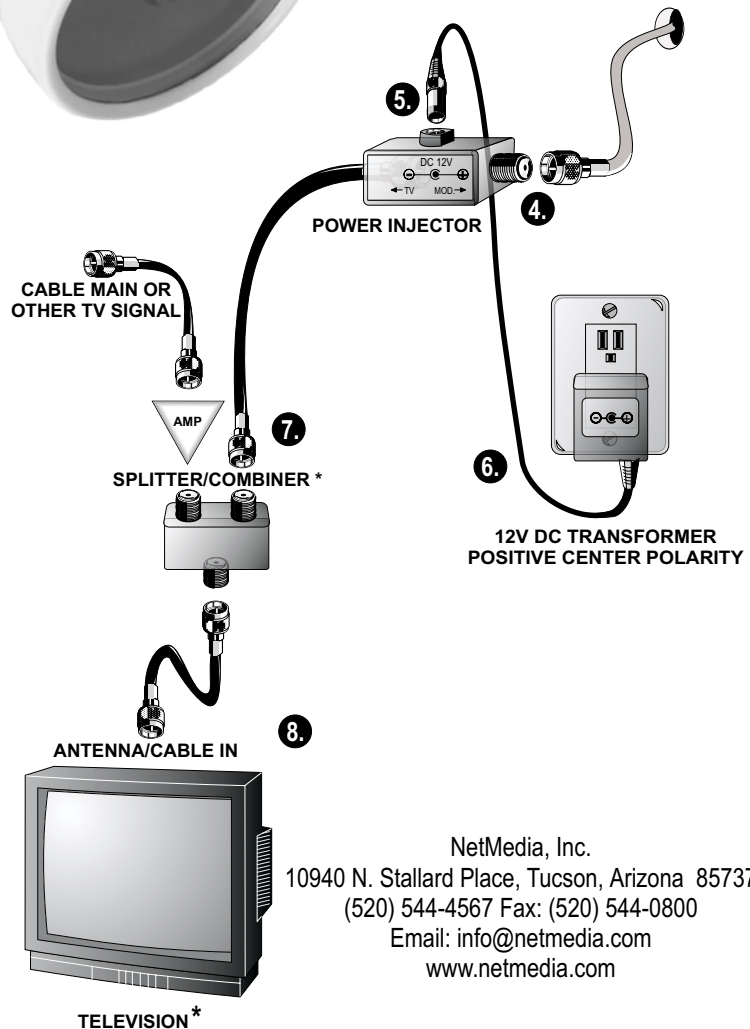 5.
DC 12V
- +
←TV MOD.→
4.
POWER INJECTOR
CABLE MAIN OR
OTHER TV SIGNAL
AMP
7.
SPLITTER/COMBINER *
- +
6.
12V DC TRANSFORMER
POSITIVE CENTER POLARITY
8.
ANTENNA/CABLE IN
NetMedia, Inc.
10940 N. Stallard Place, Tucson, Arizona 85737
(520) 544-4567 Fax: (520) 544-0800
Email: info@netmedia.com
www.netmedia.com
TELEVISION*